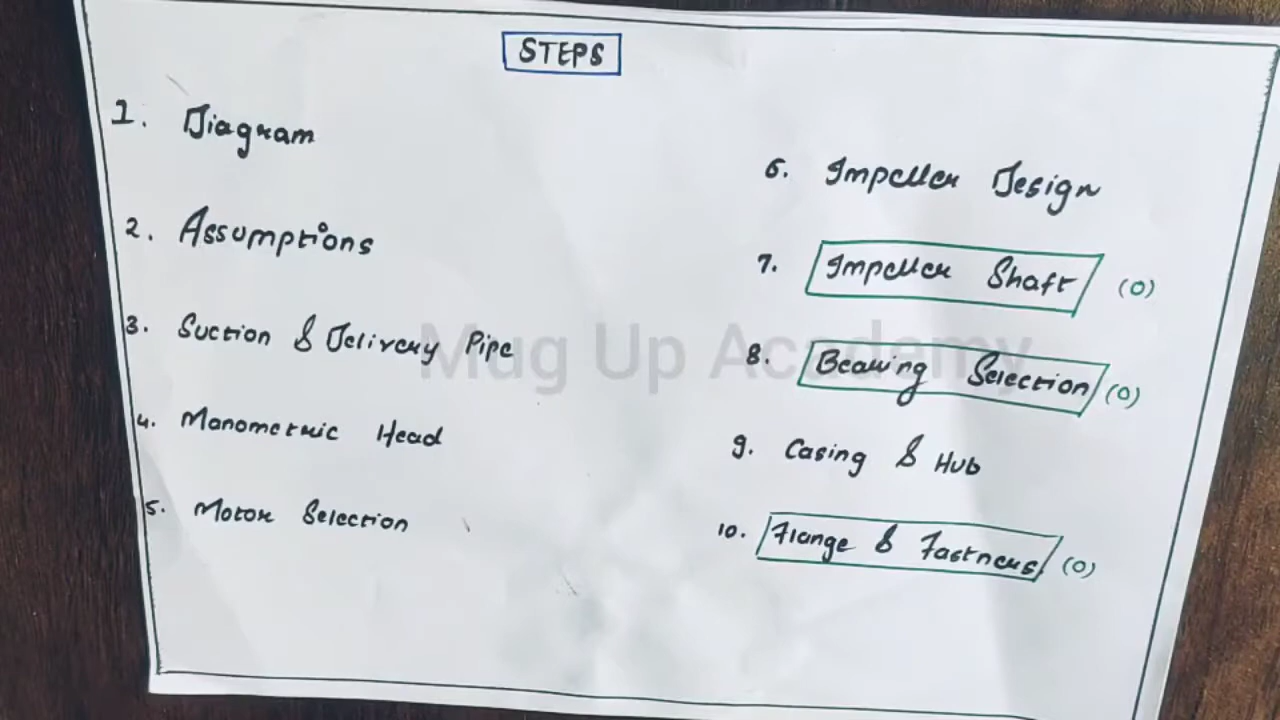 STEPS
1. Diagram
2. Assumptions
3. Suction & Delivery Pipe
4. Manometric Head
5. Motor Selection
6. Impeller Design
7. Impeller Shaft (0)
8. Bearing Selection (0)
9. Casing & Hub
10. Flange & Fastners (0)
Mug Up Academy